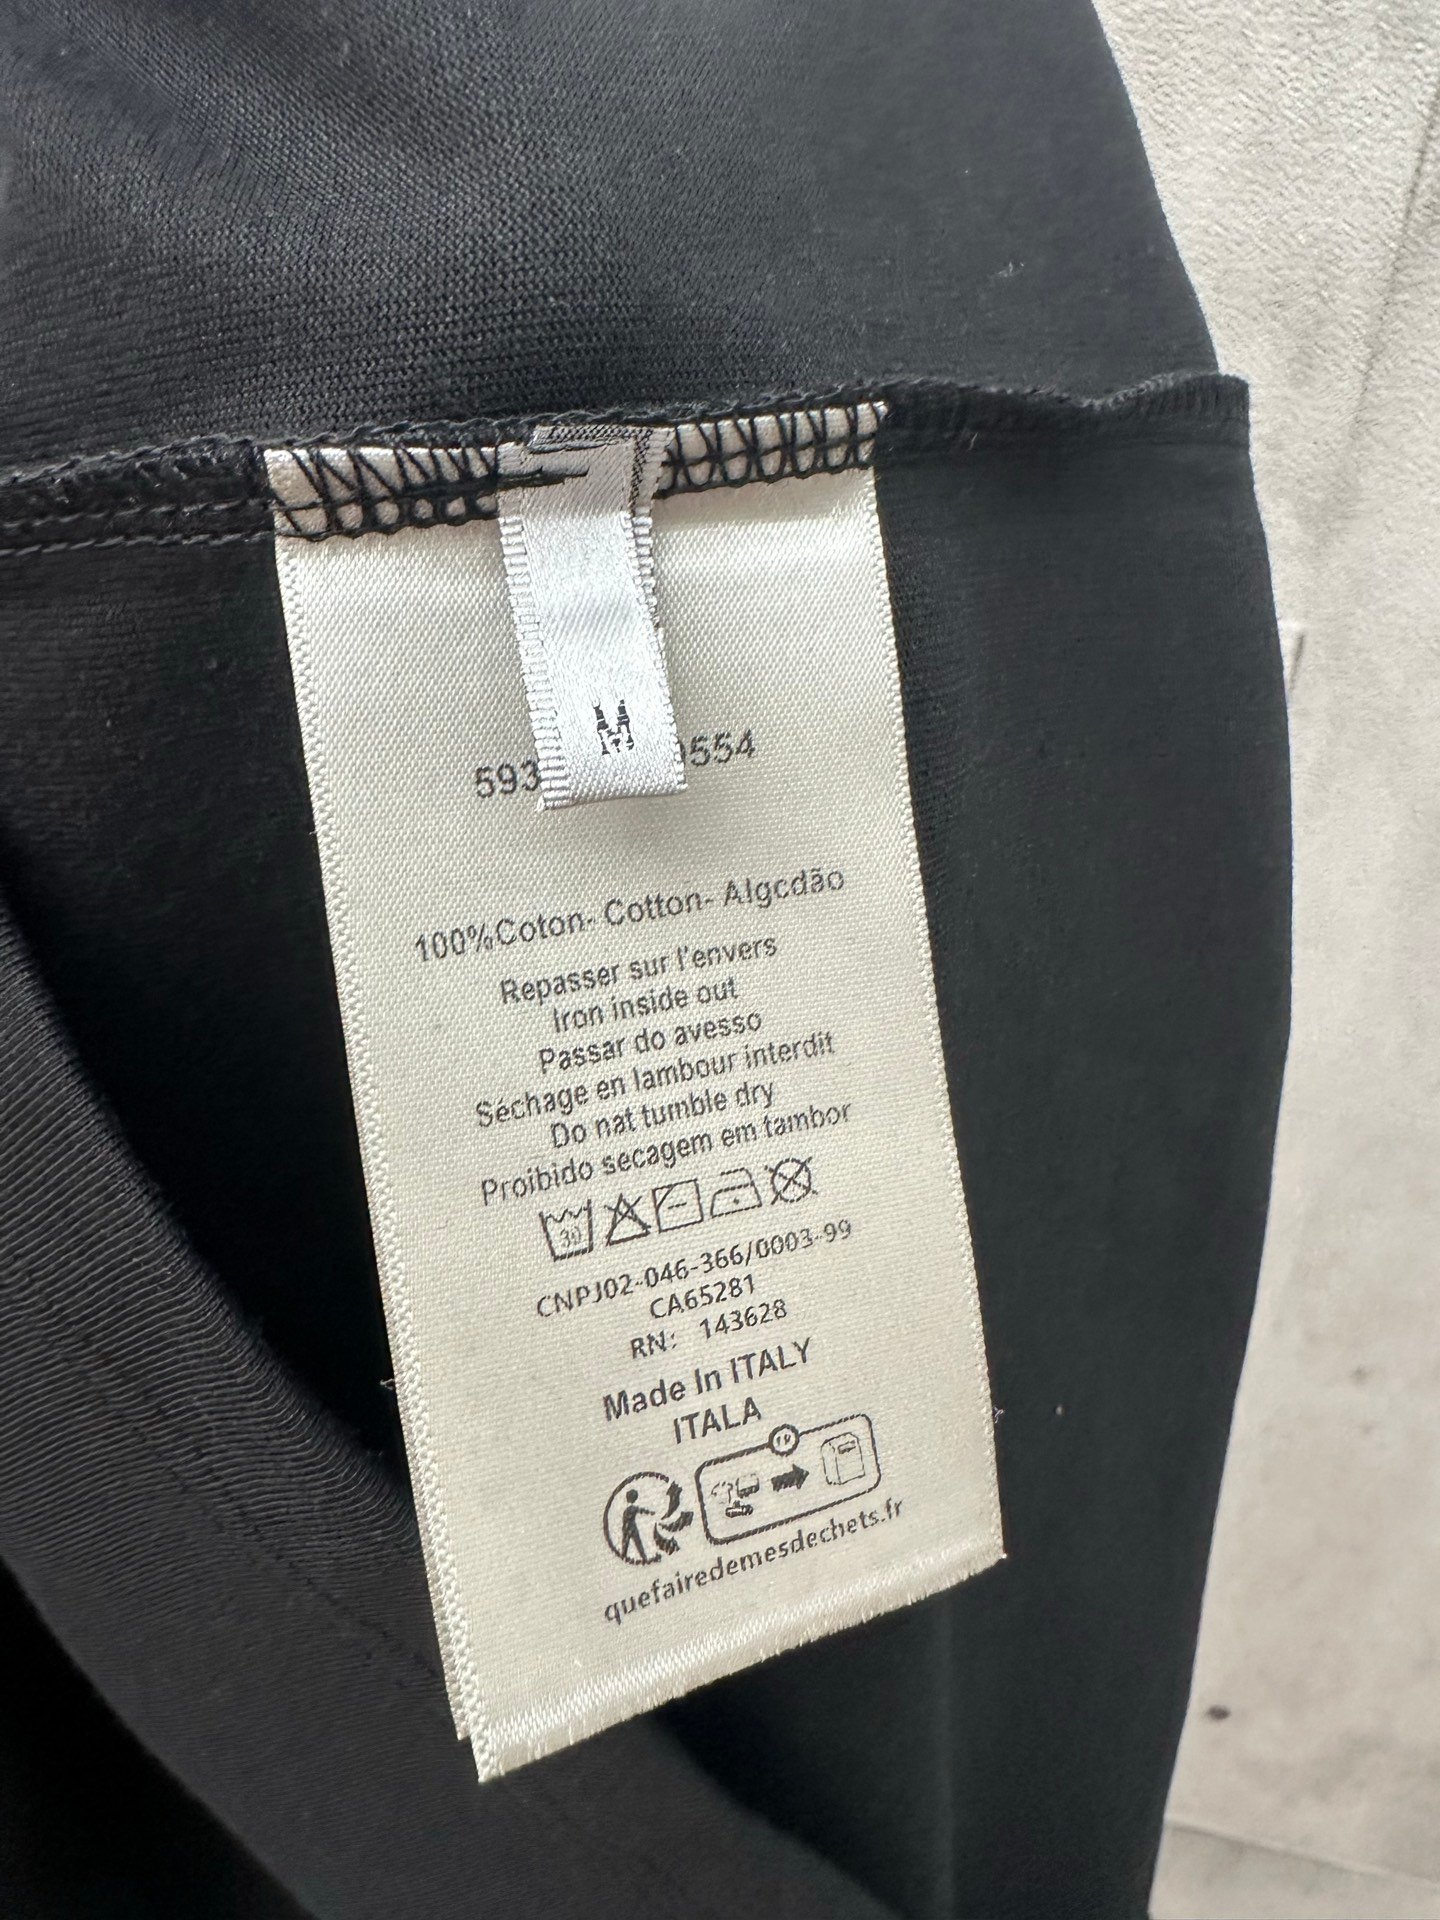 M
593 0554
100%Coton- Cotton- Algcdão
Repasser sur l'envers
Iron inside out
Passar do avesso
Séchage en lambour interdit
Do nat tumble dry
Proibido secagem em tambor
30
CNPJ02-046-366/0003-99
CA65281
RN: 143628
Made In ITALY
ITALA
quefairedemesdechets.fr